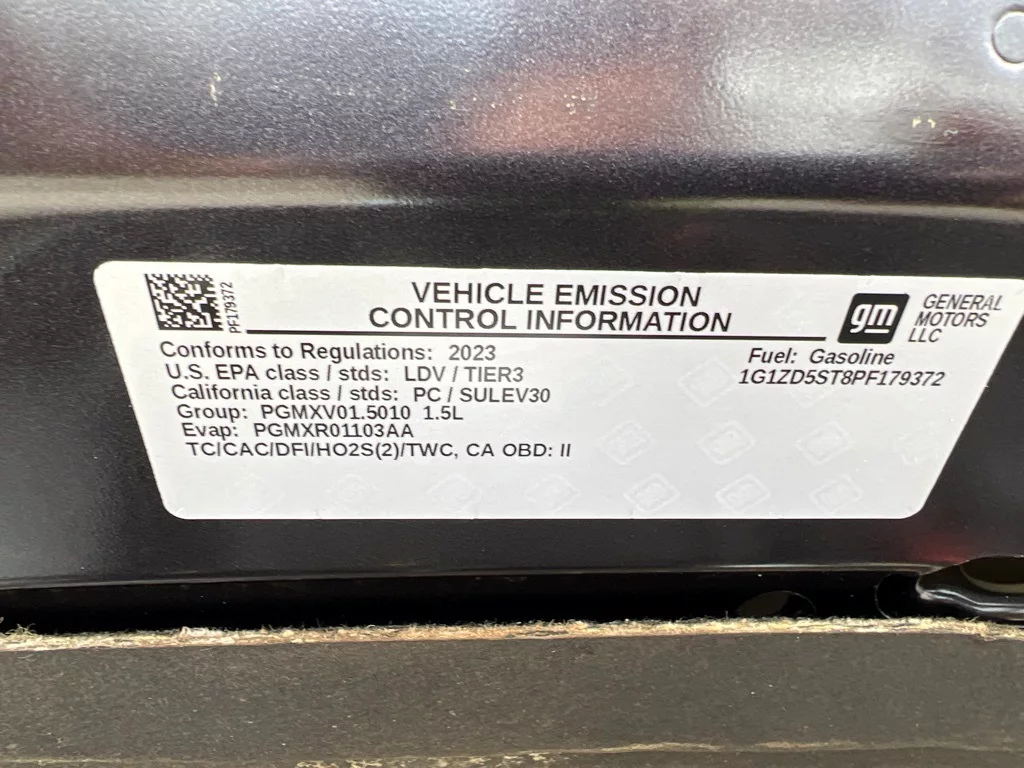 PF179372
VEHICLE EMISSION
CONTROL INFORMATION
gm
GENERAL
MOTORS
LLC
Conforms to Regulations: 2023
U.S. EPA class / stds: LDV / TIER3
California class / stds: PC / SULEV30
Group: PGMXV01.5010 1.5L
Evap: PGMXR01103AA
TC/CAC/DFI/HO2S(2)/TWC, CA OBD: II
Fuel: Gasoline
1G1ZD5ST8PF179372